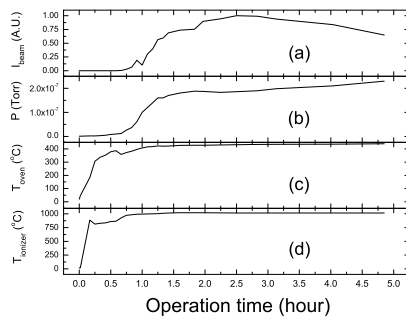 1.00
0.75
0.50
0.25
0.00
I_beam (A.U.)
(a)
2.0x10^-7
1.0x10^-7
0.0
P (Torr)
(b)
400
300
200
100
0
T_oven (°C)
(c)
1000
750
500
250
0
T_ionizer (°C)
(d)
0.0 0.5 1.0 1.5 2.0 2.5 3.0 3.5 4.0 4.5 5.0
Operation time (hour)